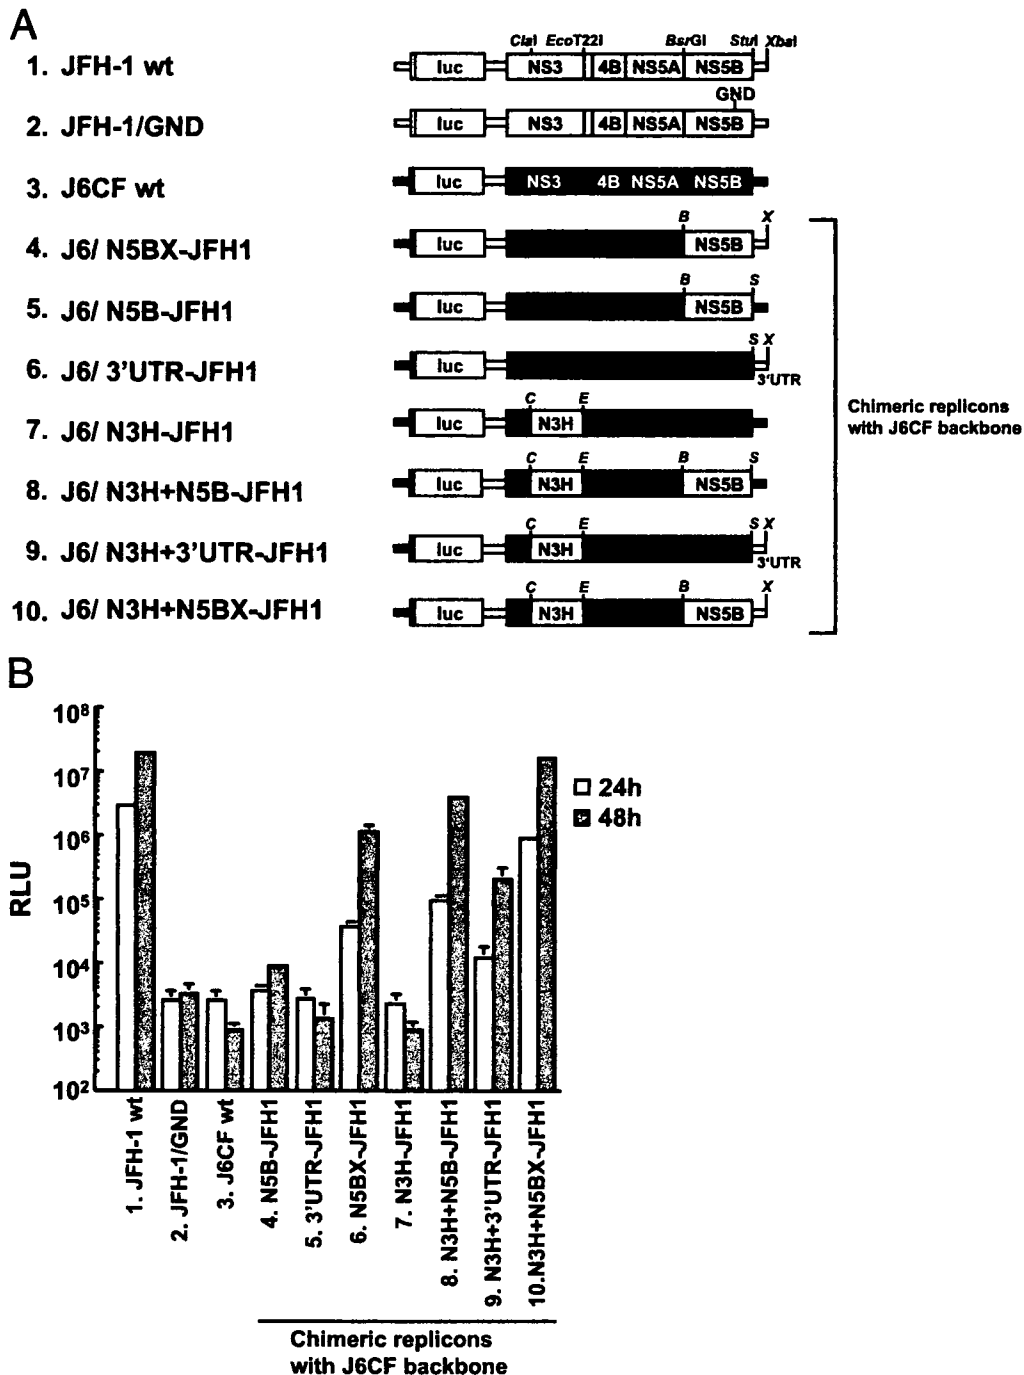 A
ClaI EcoT22I BsrGI StuI XbaI
1. JFH-1 wt luc NS3 4B NS5A NS5B
GND
2. JFH-1/GND luc NS3 4B NS5A NS5B
3. J6CF wt luc NS3 4B NS5A NS5B
B X
4. J6/ N5BX-JFH1 luc NS5B
B S
5. J6/ N5B-JFH1 luc NS5B
S X
6. J6/ 3'UTR-JFH1 luc
3'UTR
C E
7. J6/ N3H-JFH1 luc N3H
C E B S
8. J6/ N3H+N5B-JFH1 luc N3H NS5B
C E S X
9. J6/ N3H+3'UTR-JFH1 luc N3H
3'UTR
C E B X
10. J6/ N3H+N5BX-JFH1 luc N3H NS5B
Chimeric replicons
with J6CF backbone
B
RLU
10⁸
10⁷
10⁶
10⁵
10⁴
10³
10²
24h
48h
1. JFH-1 wt
2. JFH-1/GND
3. J6CF wt
4. N5B-JFH1
5. 3'UTR-JFH1
6. N5BX-JFH1
7. N3H-JFH1
8. N3H+N5B-JFH1
9. N3H+3'UTR-JFH1
10.N3H+N5BX-JFH1
Chimeric replicons
with J6CF backbone